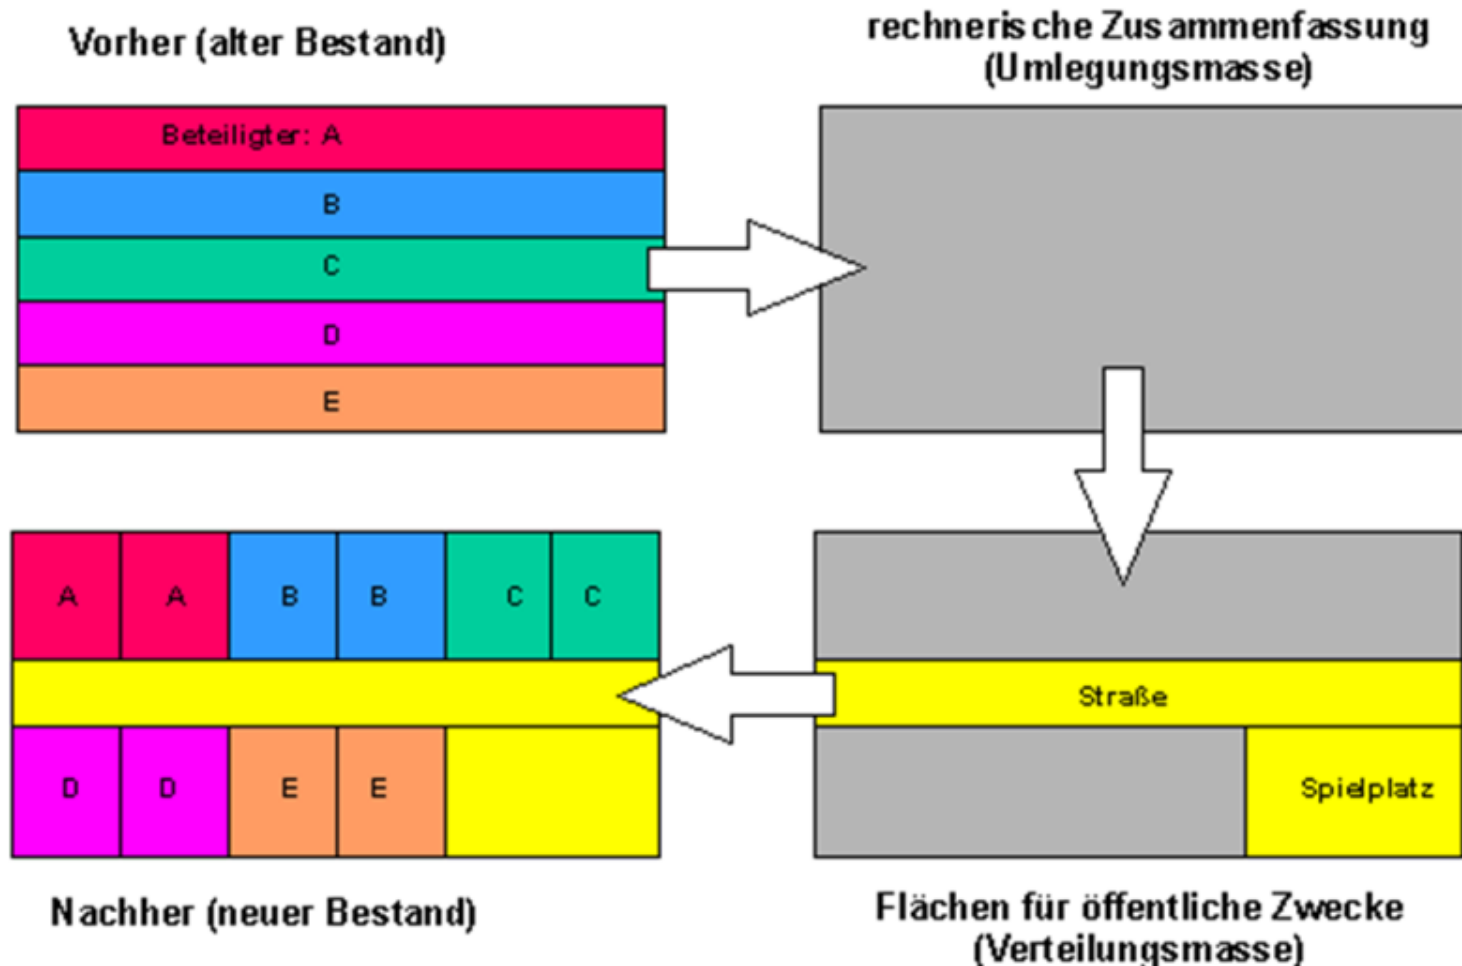 Vorher (alter Bestand)
rechnerische Zusammenfassung
(Umlegungsmasse)
Beteiligter: A
B
C
D
E
A A B B C C
Straße
D D E E
Spielplatz
Nachher (neuer Bestand)
Flächen für öffentliche Zwecke
(Verteilungsmasse)